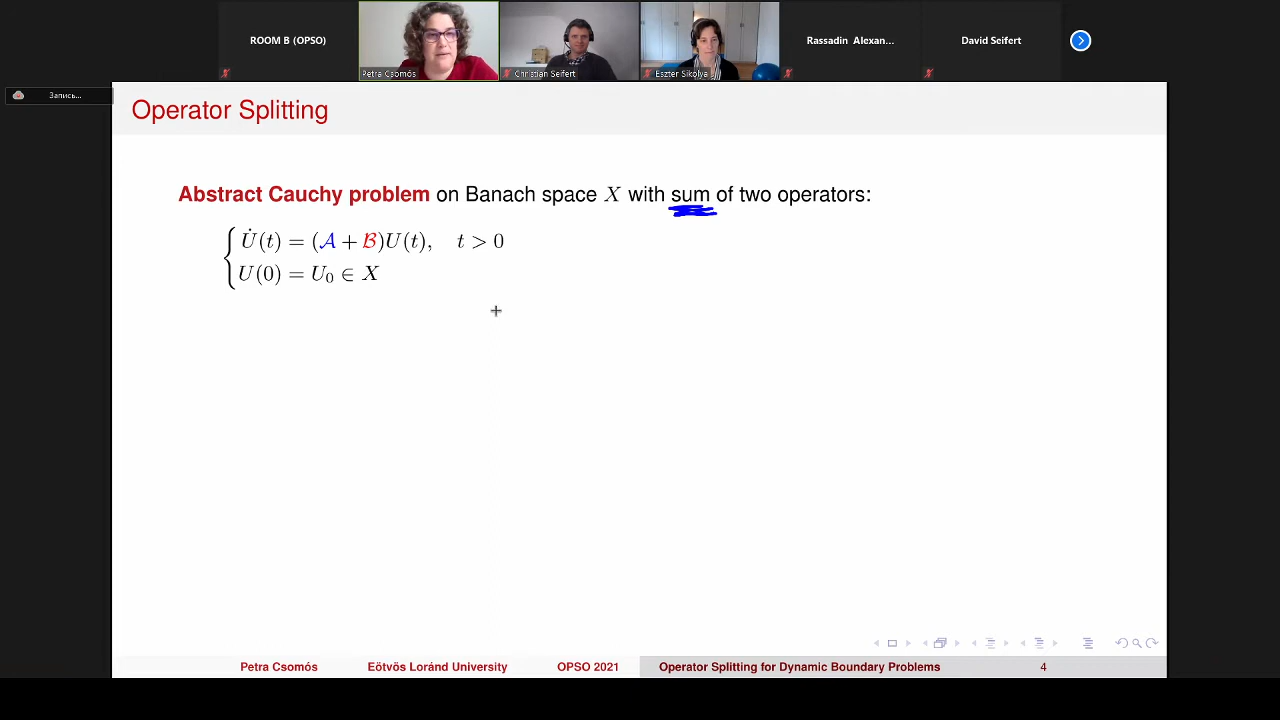 ROOM B (OPSO)
Petra Csomós
Christian Seifert
Eszter Sikolya
Rassadin Alexan...
David Seifert
Запись...
Operator Splitting
Abstract Cauchy problem on Banach space X with sum of two operators:
U̇(t) = (𝒜 + ℬ)U(t), t > 0
U(0) = U₀ ∈ X
Petra Csomós Eötvös Loránd University OPSO 2021 Operator Splitting for Dynamic Boundary Problems 4